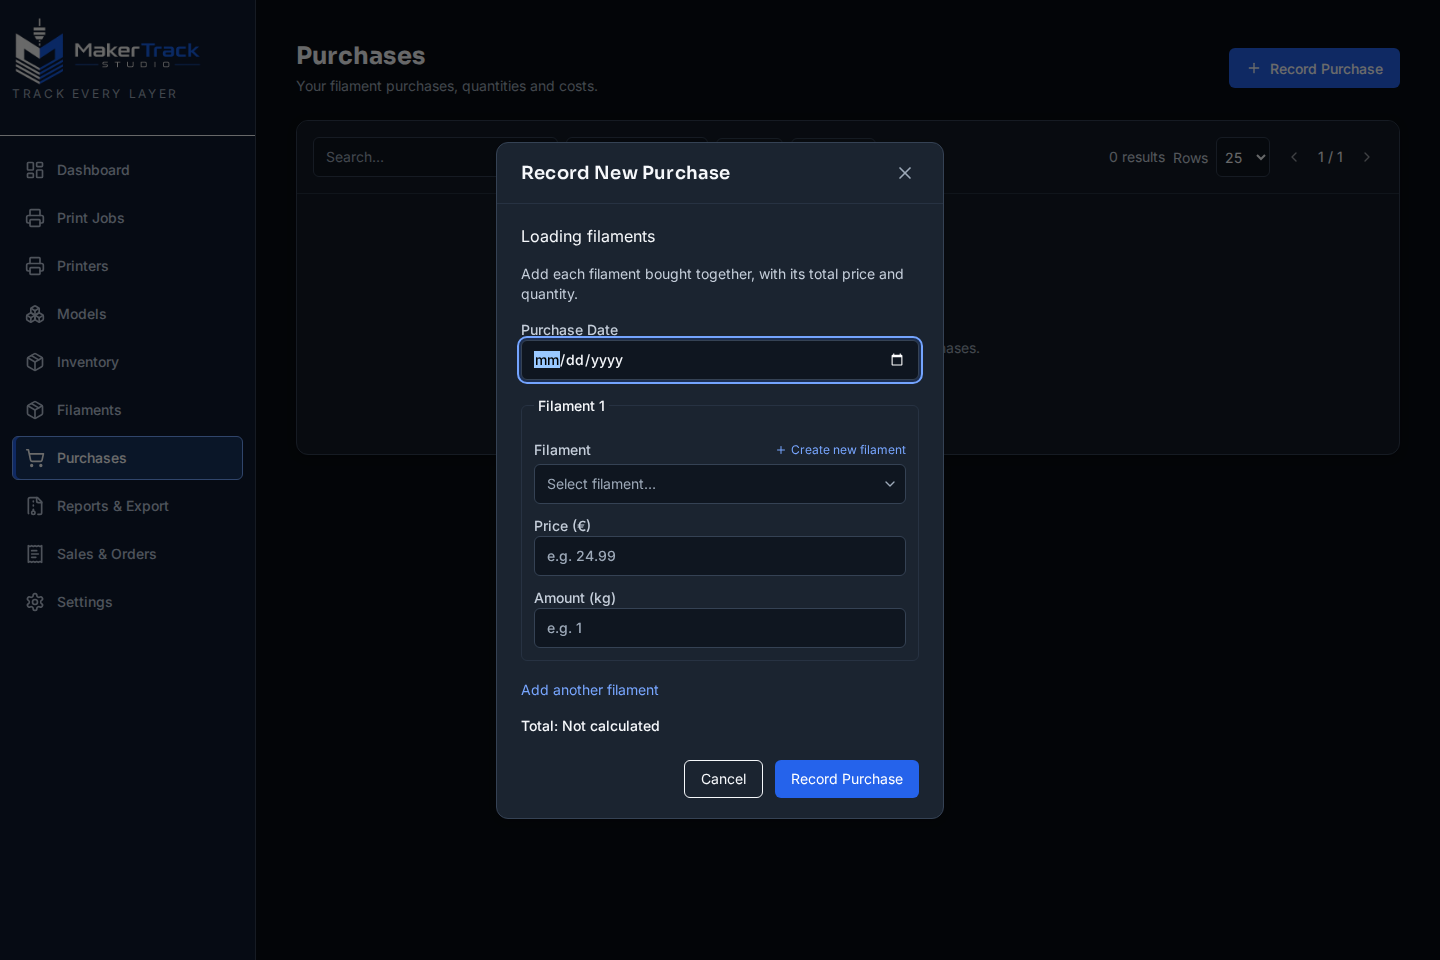 MakerTrack
STUDIO
TRACK EVERY LAYER
Dashboard
Print Jobs
Printers
Models
Inventory
Filaments
Purchases
Reports & Export
Sales & Orders
Settings
Purchases
Your filament purchases, quantities and costs.
+ Record Purchase
Search...
0 results Rows 25 1 / 1
Record New Purchase
Loading filaments
Add each filament bought together, with its total price and
quantity.
Purchase Date
mm/dd/yyyy
Filament 1
Filament
+ Create new filament
Select filament...
Price (€)
e.g. 24.99
Amount (kg)
e.g. 1
Add another filament
Total: Not calculated
Cancel
Record Purchase